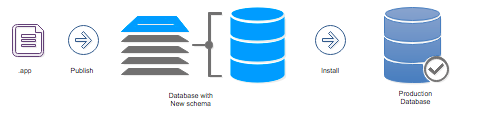 .app
Publish
Database with
New schema
Install
Production
Database